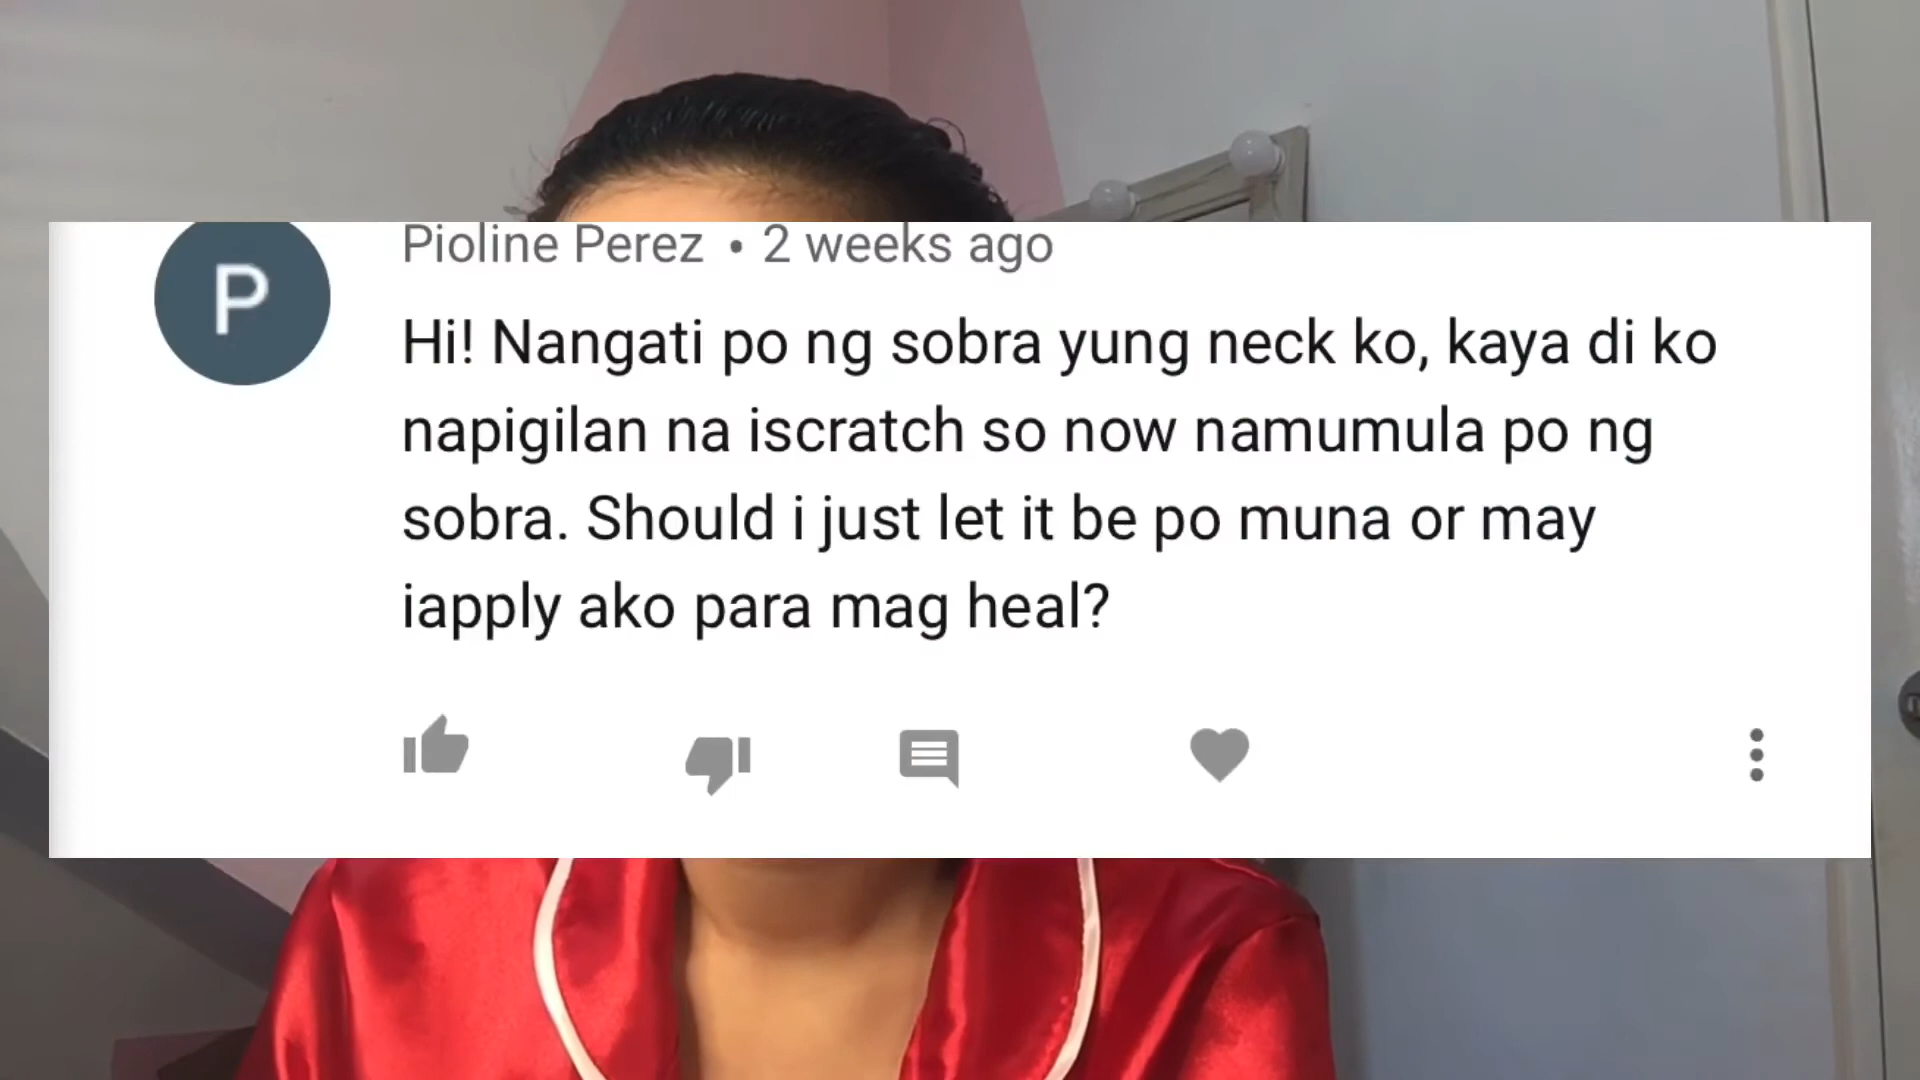 P
Pioline Perez • 2 weeks ago
Hi! Nangati po ng sobra yung neck ko, kaya di ko
napigilan na iscratch so now namumula po ng
sobra. Should i just let it be po muna or may
iapply ako para mag heal?